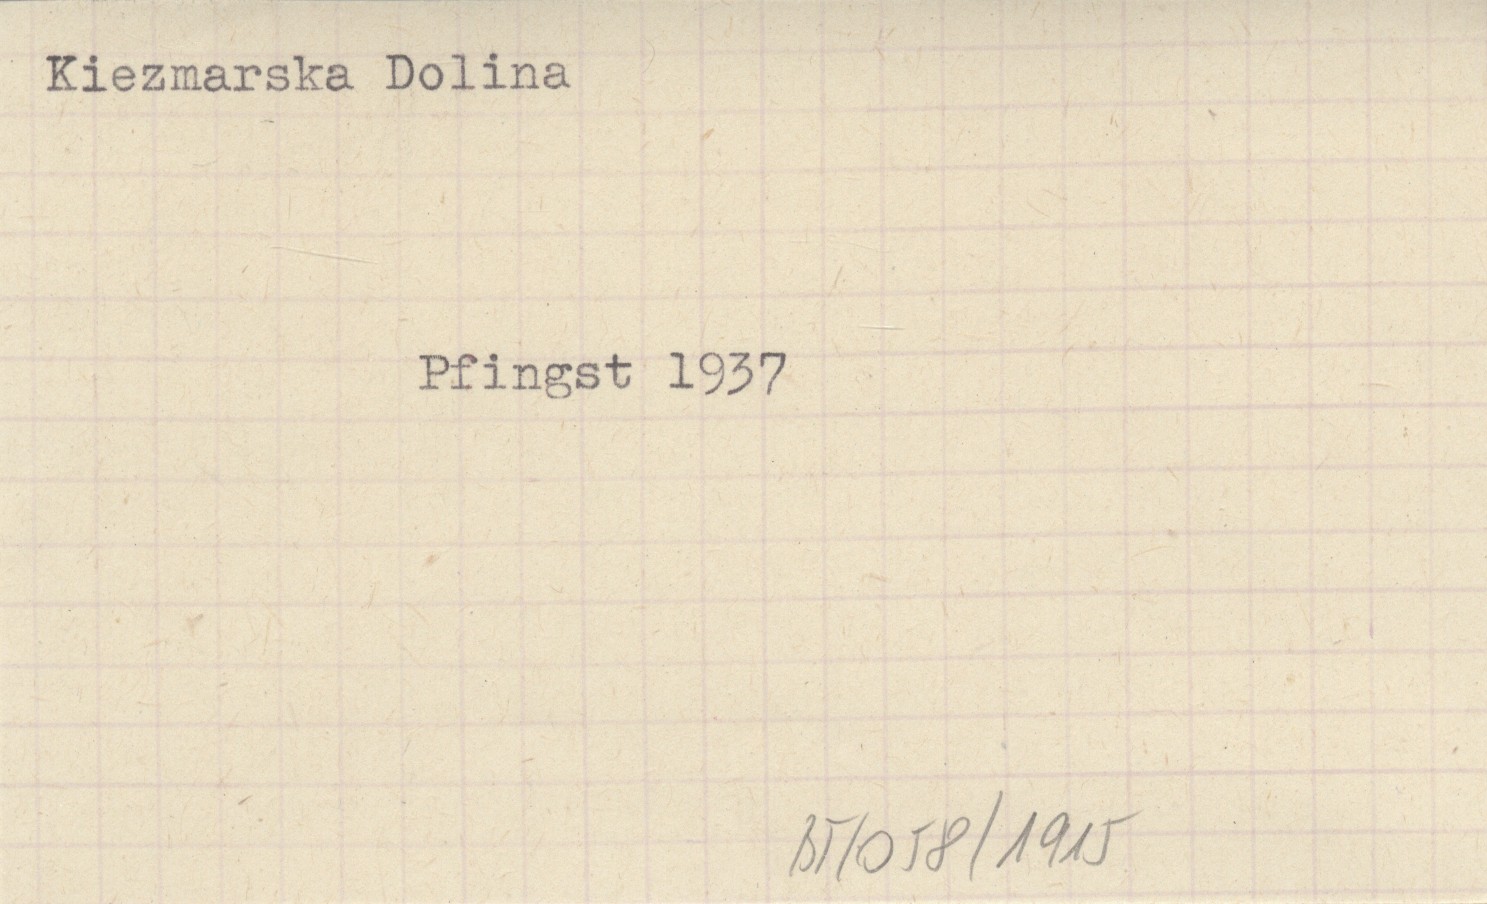 Kiezmarska Dolina
Pfingst 1937
BT/058/1915